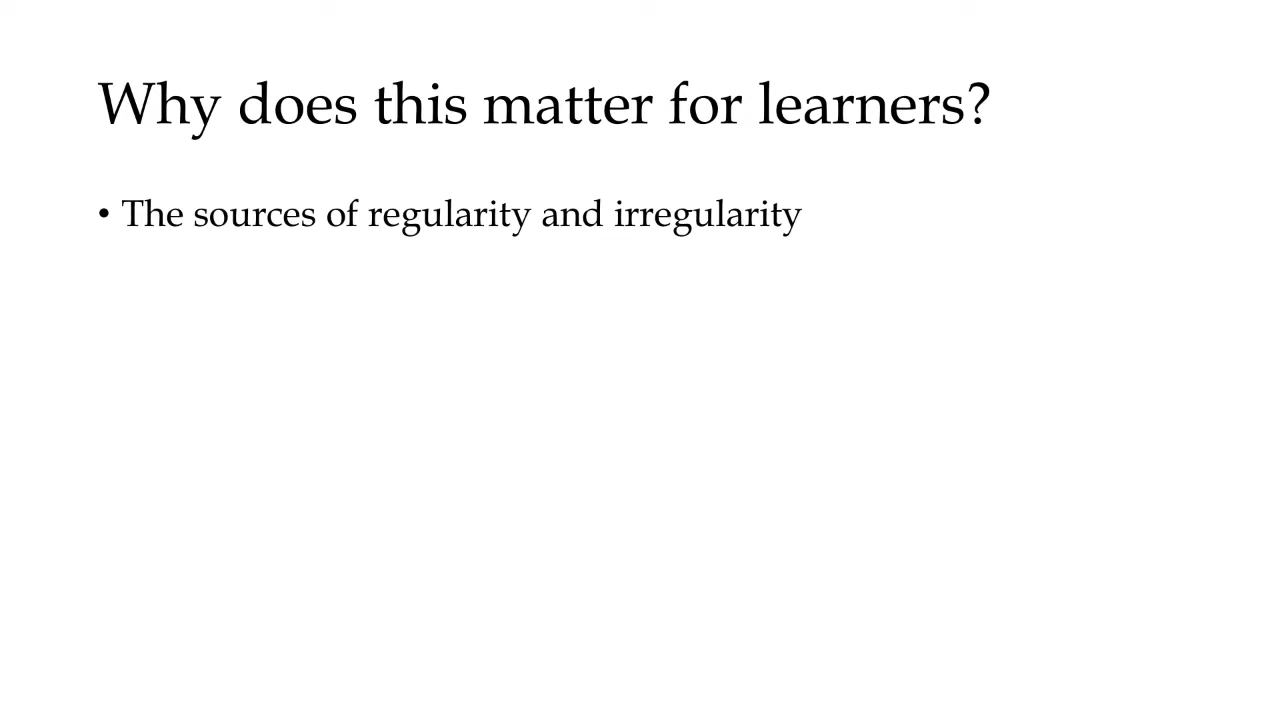 Why does this matter for learners?
• The sources of regularity and irregularity